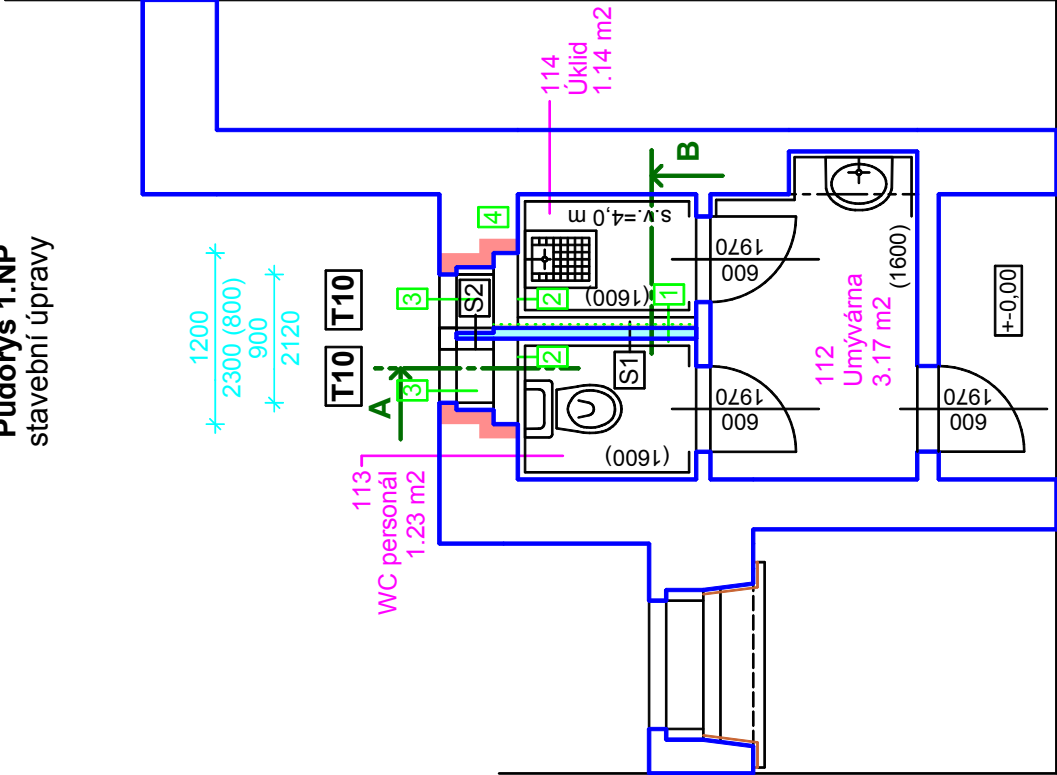 Půdorys 1.NP
stavební úpravy
1200
2300 (800)
900
2120
T10
T10
114
Úklid
1.14 m2
B
4
s.v.=4,0 m
3
S2
2
(1600)
1
1970
600
(1600)
A
3
2
S1
112
Umývárna
3.17 m2
+-0,00
113
WC personál
1.23 m2
(1600)
1970
600
1970
600